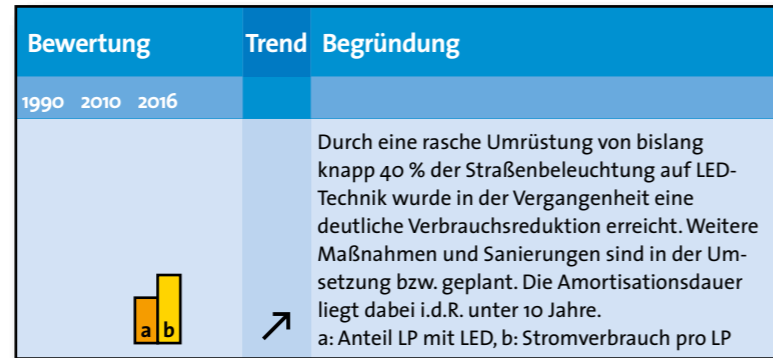 Bewertung Trend Begründung
1990 2010 2016
Durch eine rasche Umrüstung von bislang
knapp 40 % der Straßenbeleuchtung auf LED-
Technik wurde in der Vergangenheit eine
deutliche Verbrauchsreduktion erreicht. Weitere
Maßnahmen und Sanierungen sind in der Um-
setzung bzw. geplant. Die Amortisationsdauer
liegt dabei i.d.R. unter 10 Jahre.
a: Anteil LP mit LED, b: Stromverbrauch pro LP
a b